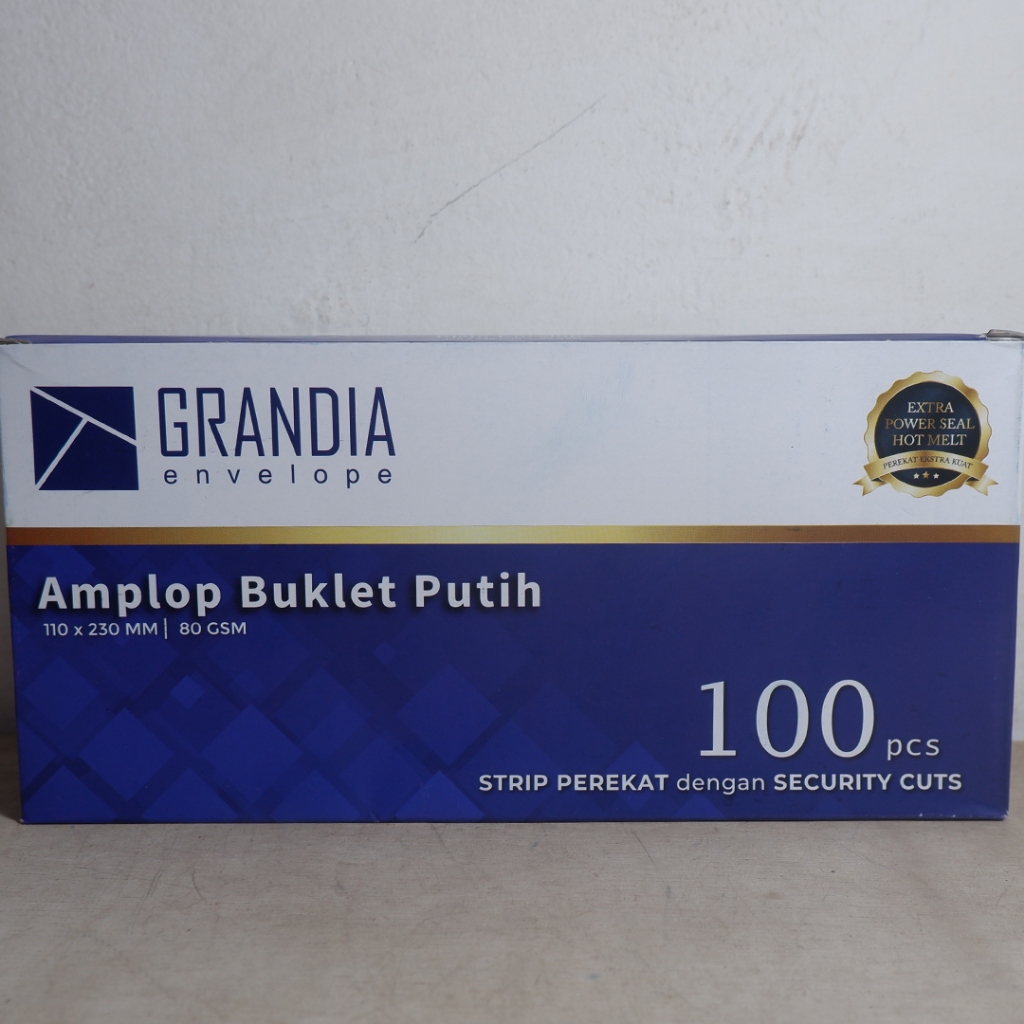 GRANDIA
envelope
EXTRA
POWER SEAL
HOT MELT
PEREKAT EKSTRA KUAT
Amplop Buklet Putih
110 x 230 MM | 80 GSM
100 pcs
STRIP PEREKAT dengan SECURITY CUTS